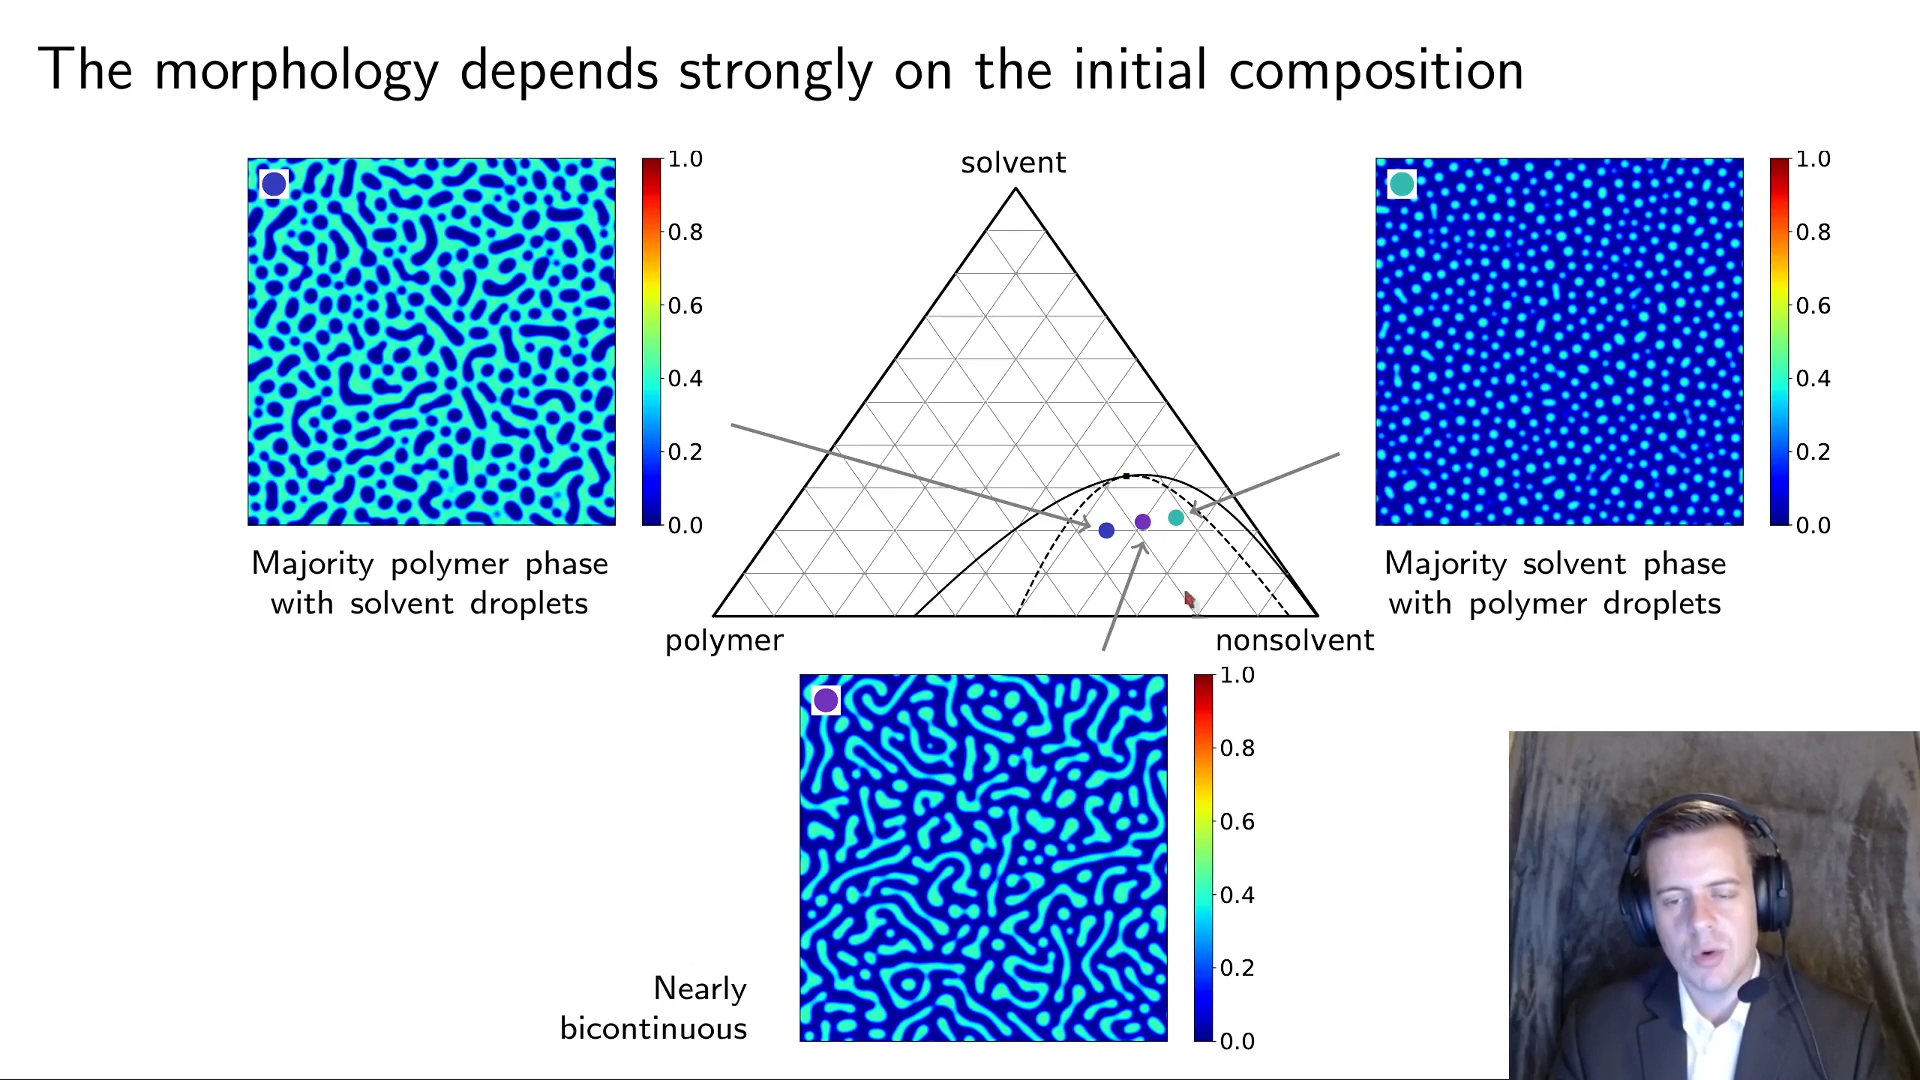 The morphology depends strongly on the initial composition
1.0
0.8
0.6
0.4
0.2
0.0
Majority polymer phase
with solvent droplets
solvent
polymer
nonsolvent
1.0
0.8
0.6
0.4
0.2
0.0
Majority solvent phase
with polymer droplets
1.0
0.8
0.6
0.4
0.2
0.0
Nearly
bicontinuous